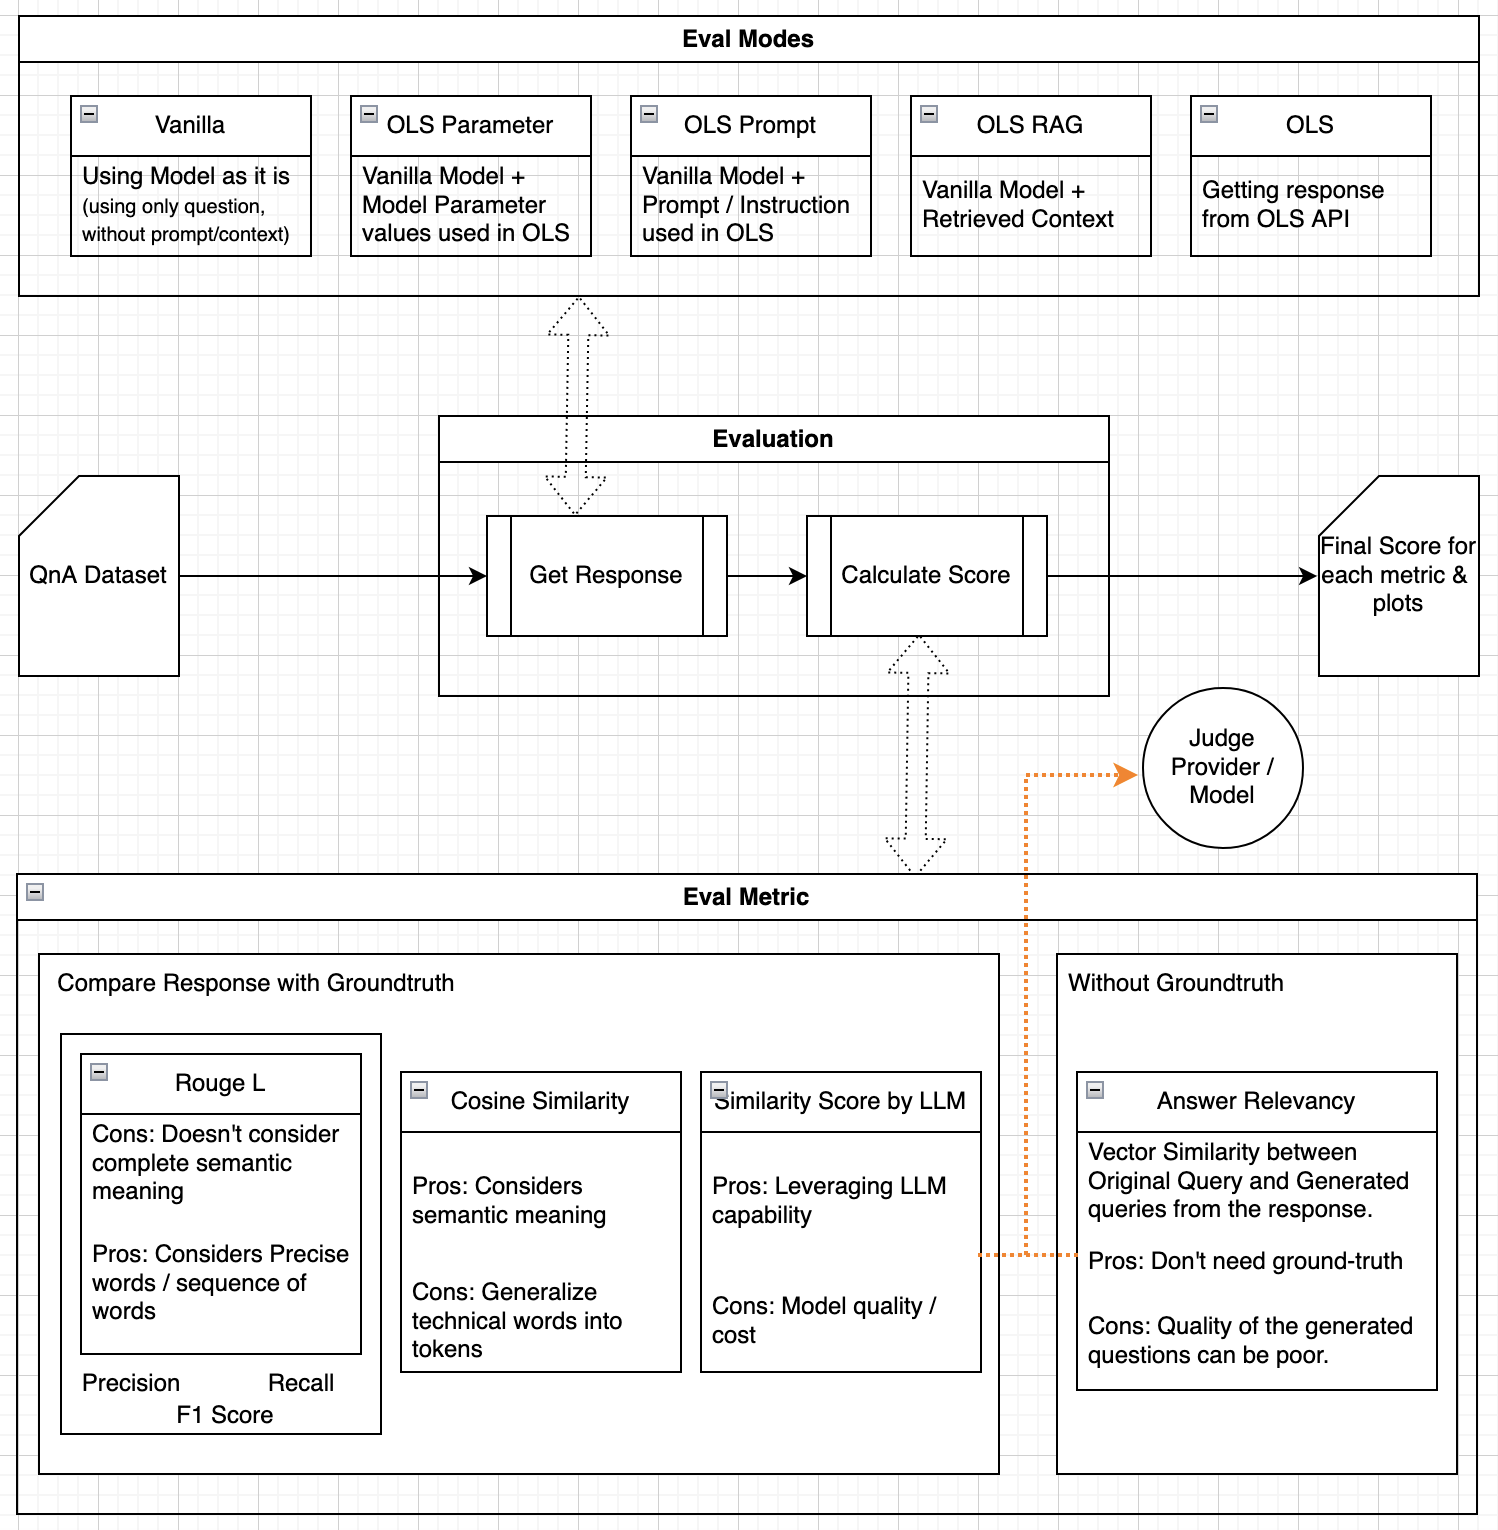 Eval Modes
Vanilla
Using Model as it is
(using only question,
without prompt/context)
OLS Parameter
Vanilla Model +
Model Parameter
values used in OLS
OLS Prompt
Vanilla Model +
Prompt / Instruction
used in OLS
OLS RAG
Vanilla Model +
Retrieved Context
OLS
Getting response
from OLS API
Evaluation
QnA Dataset
Get Response
Calculate Score
Final Score for
each metric &
plots
Judge
Provider /
Model
Eval Metric
Compare Response with Groundtruth
Rouge L
Cons: Doesn't consider
complete semantic
meaning
Pros: Considers Precise
words / sequence of
words
Precision
Recall
F1 Score
Cosine Similarity
Pros: Considers
semantic meaning
Cons: Generalize
technical words into
tokens
Similarity Score by LLM
Pros: Leveraging LLM
capability
Cons: Model quality /
cost
Without Groundtruth
Answer Relevancy
Vector Similarity between
Original Query and Generated
queries from the response.
Pros: Don't need ground-truth
Cons: Quality of the generated
questions can be poor.